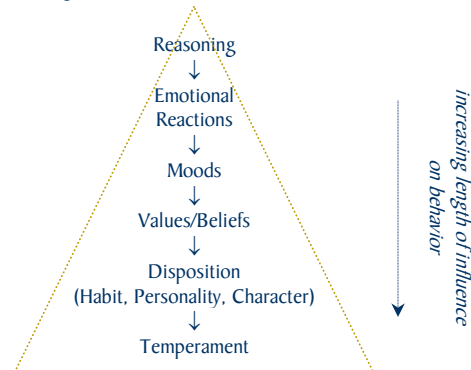 Reasoning
↓
Emotional
Reactions
↓
Moods
↓
Values/Beliefs
↓
Disposition
(Habit, Personality, Character)
↓
Temperament
increasing length of influence
on behavior